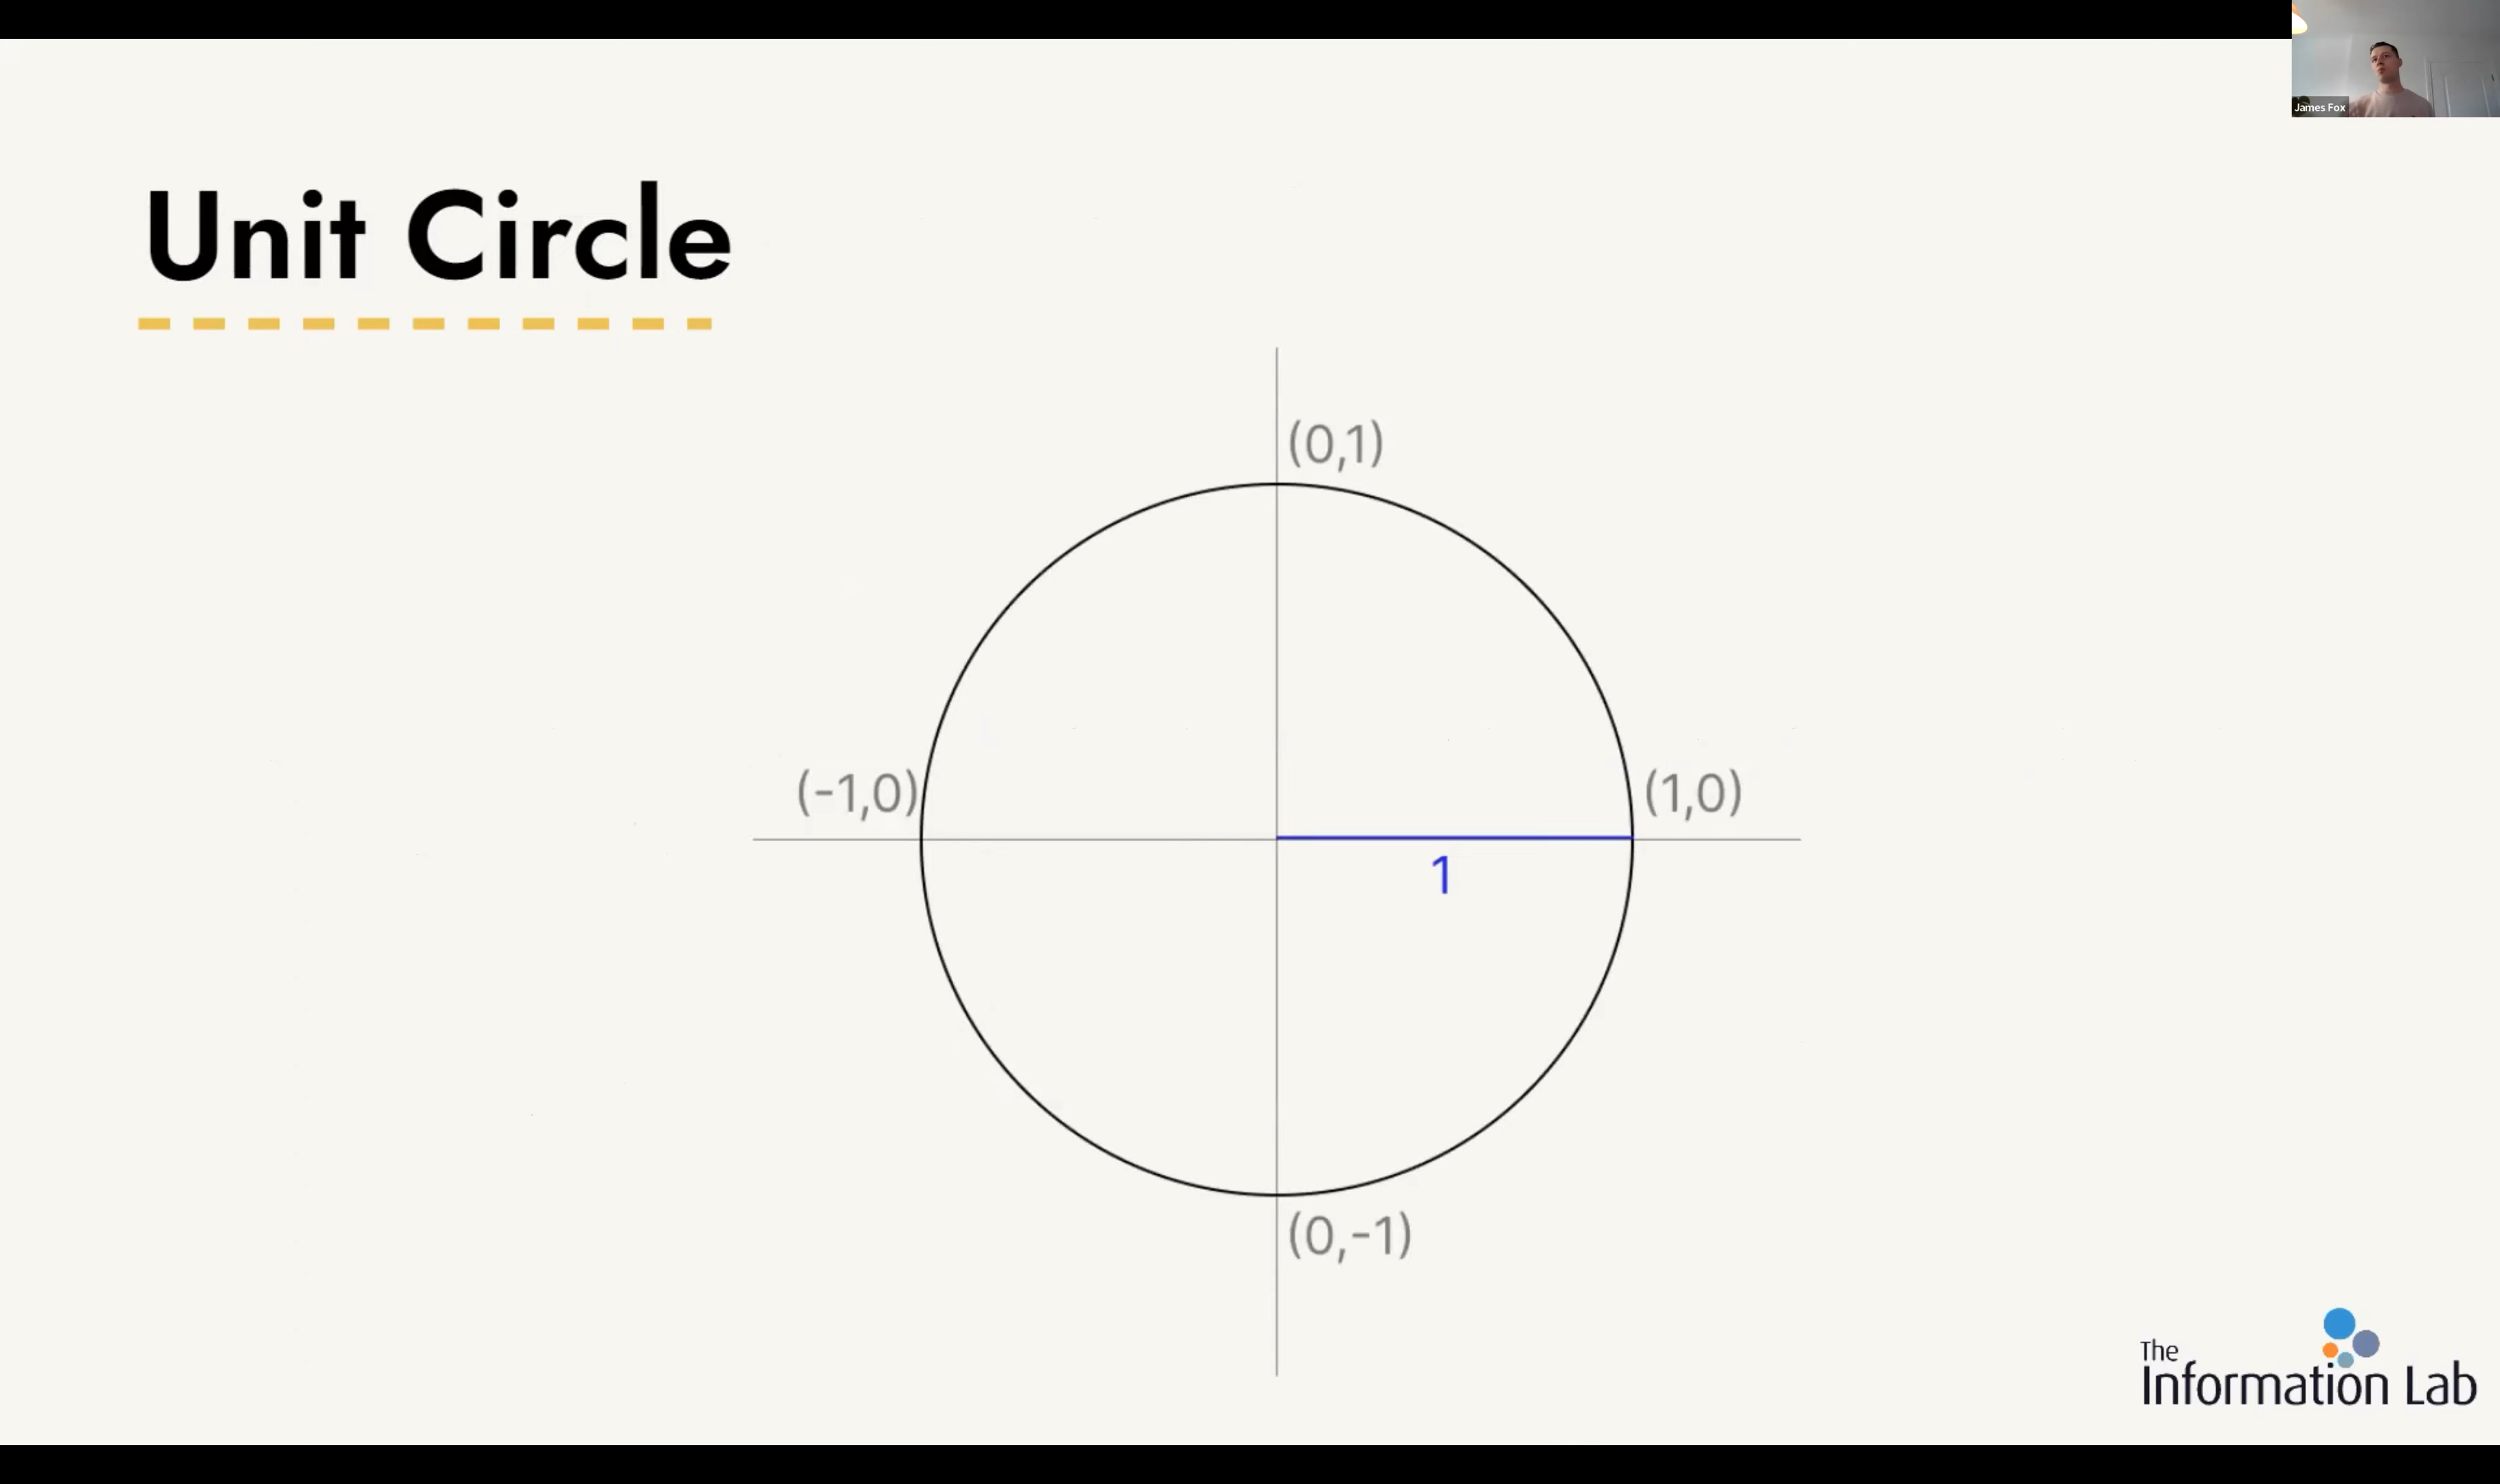 James Fox
Unit Circle
(0,1)
(-1,0)
(1,0)
1
(0,-1)
The
Information Lab